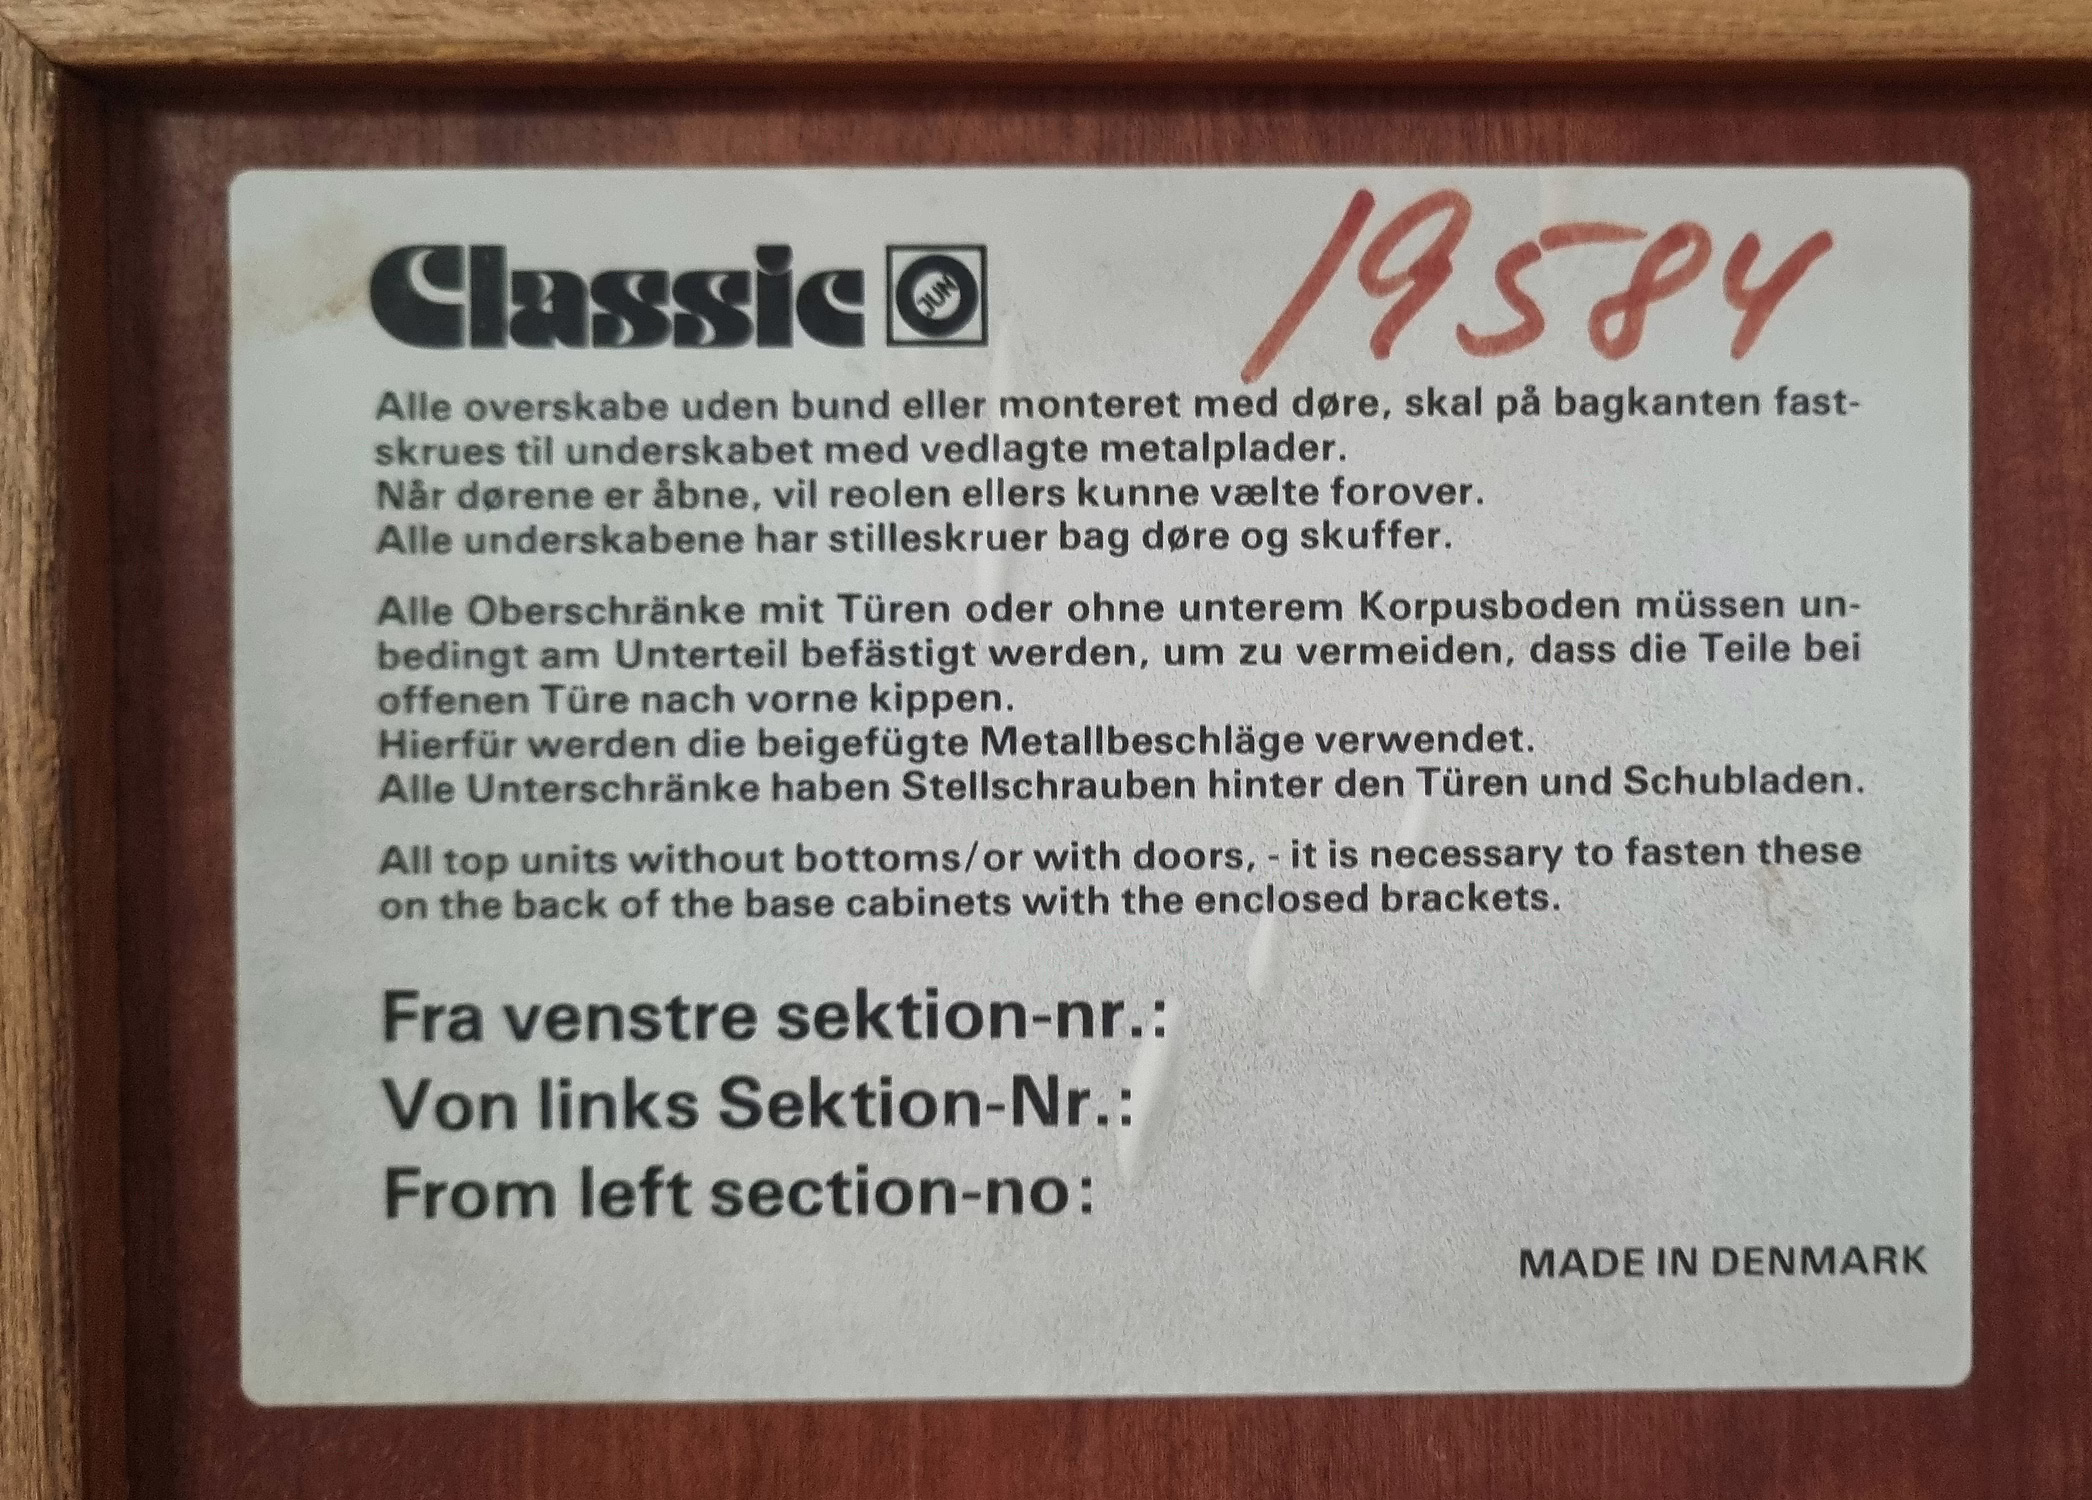 Classic JUM 19584
Alle overskabe uden bund eller monteret med døre, skal på bagkanten fast-
skrues til underskabet med vedlagte metalplader.
Når dørene er åbne, vil reolen ellers kunne vælte forover.
Alle underskabene har stilleskruer bag døre og skuffer.
Alle Oberschränke mit Türen oder ohne unterem Korpusboden müssen un-
bedingt am Unterteil befästigt werden, um zu vermeiden, dass die Teile bei
offenen Türe nach vorne kippen.
Hierfür werden die beigefügte Metallbeschläge verwendet.
Alle Unterschränke haben Stellschrauben hinter den Türen und Schubladen.
All top units without bottoms/or with doors, - it is necessary to fasten these
on the back of the base cabinets with the enclosed brackets.
Fra venstre sektion-nr.:
Von links Sektion-Nr.:
From left section-no:
MADE IN DENMARK